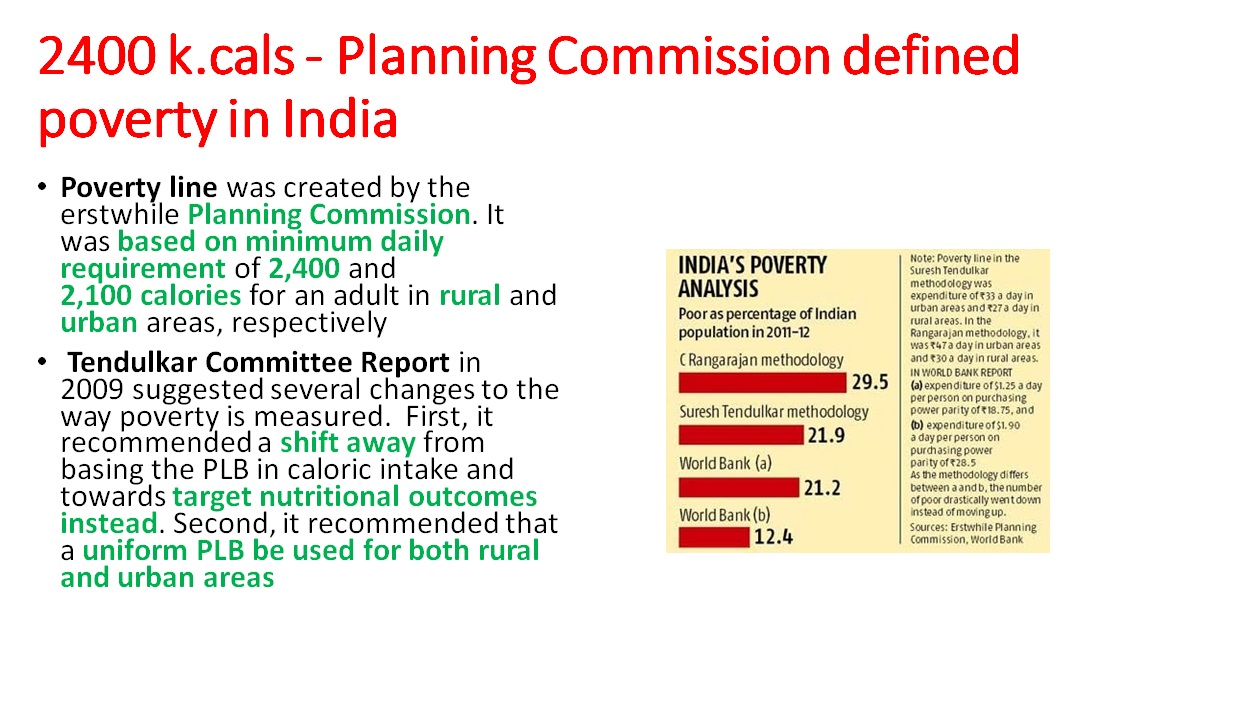 2400 k.cals - Planning Commission defined
poverty in India
• Poverty line was created by the
erstwhile Planning Commission. It
was based on minimum daily
requirement of 2,400 and
2,100 calories for an adult in rural and
urban areas, respectively
• Tendulkar Committee Report in
2009 suggested several changes to the
way poverty is measured. First, it
recommended a shift away from
basing the PLB in caloric intake and
towards target nutritional outcomes
instead. Second, it recommended that
a uniform PLB be used for both rural
and urban areas
INDIA'S POVERTY
ANALYSIS
Poor as percentage of Indian
population in 2011-12
C Rangarajan methodology
29.5
Suresh Tendulkar methodology
21.9
World Bank (a)
21.2
World Bank (b)
12.4
Note: Poverty line in the
Suresh Tendulkar
methodology was
expenditure of ₹33 a day in
urban areas and ₹27 a day in
rural areas. In the
Rangarajan methodology, it
was ₹47 a day in urban areas
and ₹30 a day in rural areas.
IN WORLD BANK REPORT
(a) expenditure of $1.25 a day
per person on purchasing
power parity of ₹18.75, and
(b) expenditure of $1.90
a day per person on
purchasing power
parity of ₹28.5
As the methodology differs
between a and b, the number
of poor drastically went down
instead of moving up.
Sources: Erstwhile Planning
Commission, World Bank